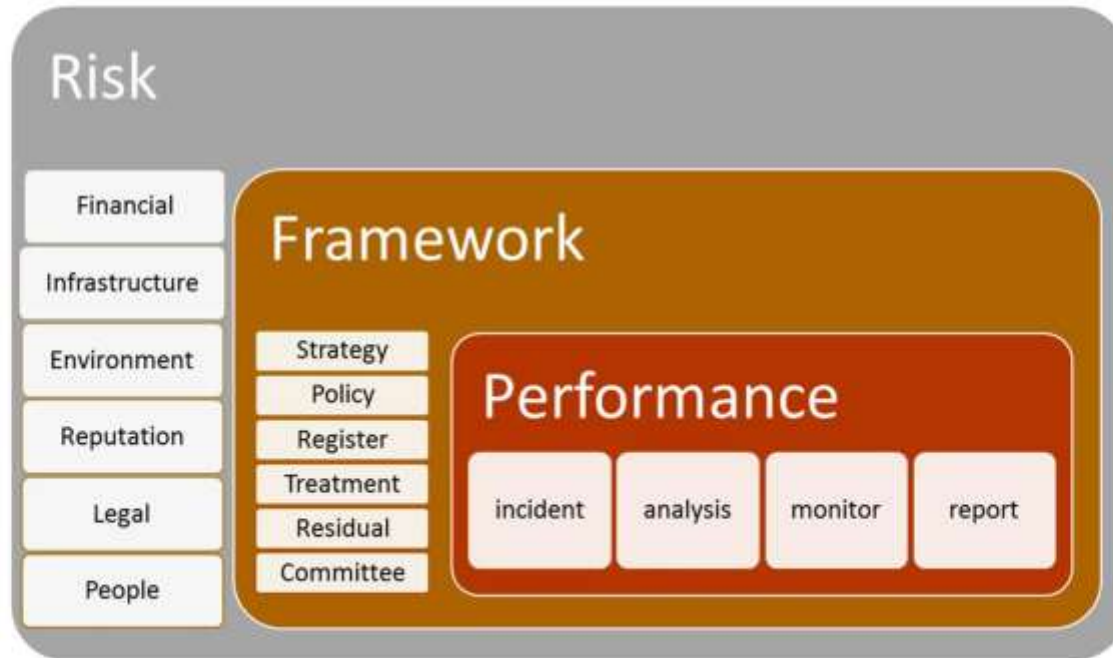 Risk
Financial
Infrastructure
Environment
Reputation
Legal
People
Framework
Strategy
Policy
Register
Treatment
Residual
Committee
Performance
incident
analysis
monitor
report